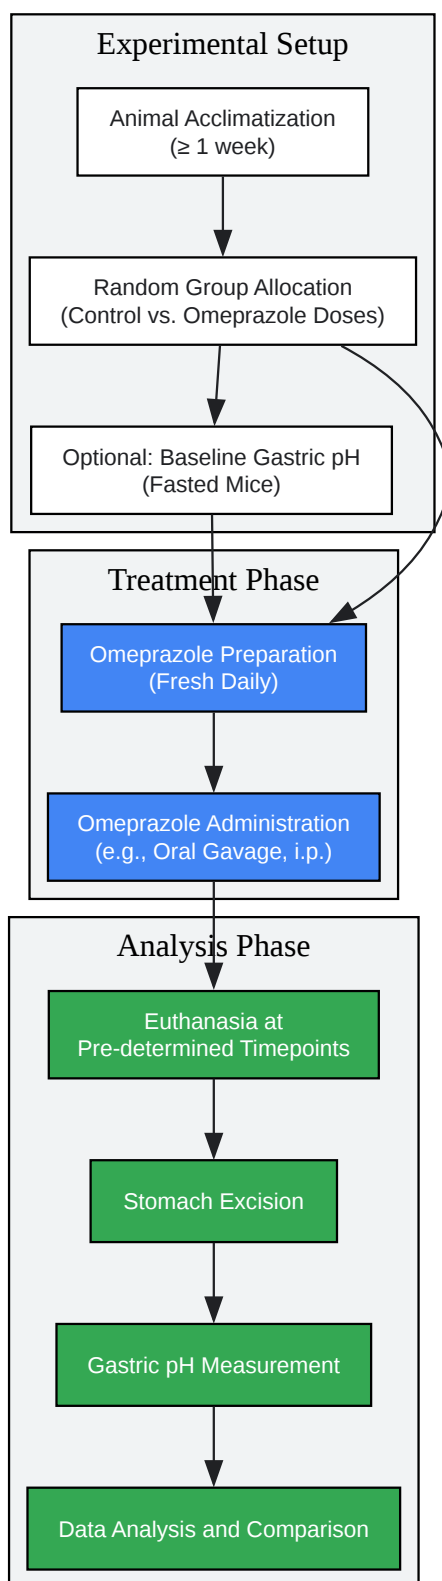 Experimental Setup
Animal Acclimatization
(≥ 1 week)
Random Group Allocation
(Control vs. Omeprazole Doses)
Optional: Baseline Gastric pH
(Fasted Mice)
Treatment Phase
Omeprazole Preparation
(Fresh Daily)
Omeprazole Administration
(e.g., Oral Gavage, i.p.)
Analysis Phase
Euthanasia at
Pre-determined Timepoints
Stomach Excision
Gastric pH Measurement
Data Analysis and Comparison